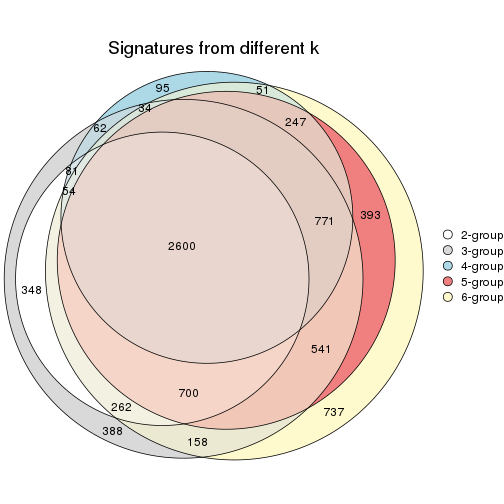 Signatures from different k
95
51
34
247
62
81
54
771
393
2600
348
541
700
262
737
388
158
2-group
3-group
4-group
5-group
6-group